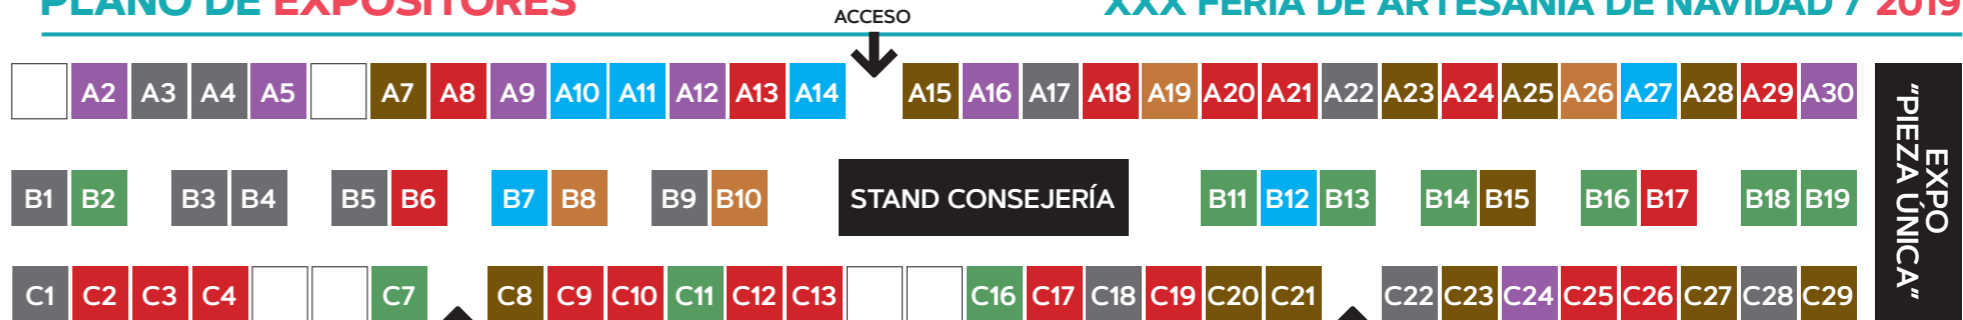 PLANO DE EXPOSITORES
XXX FERIA DE ARTESANÍA DE NAVIDAD / 2019
ACCESO
A2 A3 A4 A5 A7 A8 A9 A10 A11 A12 A13 A14 A15 A16 A17 A18 A19 A20 A21 A22 A23 A24 A25 A26 A27 A28 A29 A30
B1 B2 B3 B4 B5 B6 B7 B8 B9 B10 STAND CONSEJERÍA B11 B12 B13 B14 B15 B16 B17 B18 B19
C1 C2 C3 C4 C7 C8 C9 C10 C11 C12 C13 C16 C17 C18 C19 C20 C21 C22 C23 C24 C25 C26 C27 C28 C29
EXPO
"PIEZA ÚNICA"